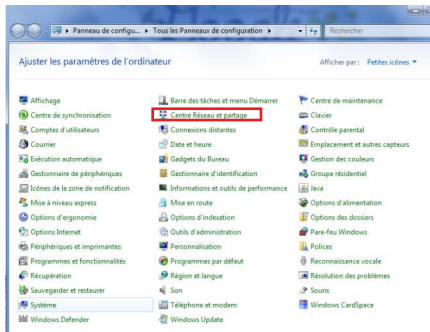 Panneau de configu... ▸ Tous les Panneaux de configuration ▸
Rechercher
Ajuster les paramètres de l'ordinateur
Afficher par : Petites icônes
Affichage
Barre des tâches et menu Démarrer
Centre de maintenance
Centre de synchronisation
Centre Réseau et partage
Clavier
Comptes d'utilisateurs
Connexions distantes
Contrôle parental
Courrier
Date et heure
Emplacement et autres capteurs
Exécution automatique
Gadgets du Bureau
Gestion des couleurs
Gestionnaire de périphériques
Gestionnaire d'identification
Groupe résidentiel
Icônes de la zone de notification
Informations et outils de performance
Java
Mise à niveau express
Mise en route
Options d'alimentation
Options d'ergonomie
Options d'indexation
Options des dossiers
Options Internet
Outils d'administration
Pare-feu Windows
Périphériques et imprimantes
Personnalisation
Polices
Programmes et fonctionnalités
Programmes par défaut
Reconnaissance vocale
Récupération
Région et langue
Résolution des problèmes
Sauvegarder et restaurer
Son
Souris
Système
Téléphone et modem
Windows CardSpace
Windows Defender
Windows Update